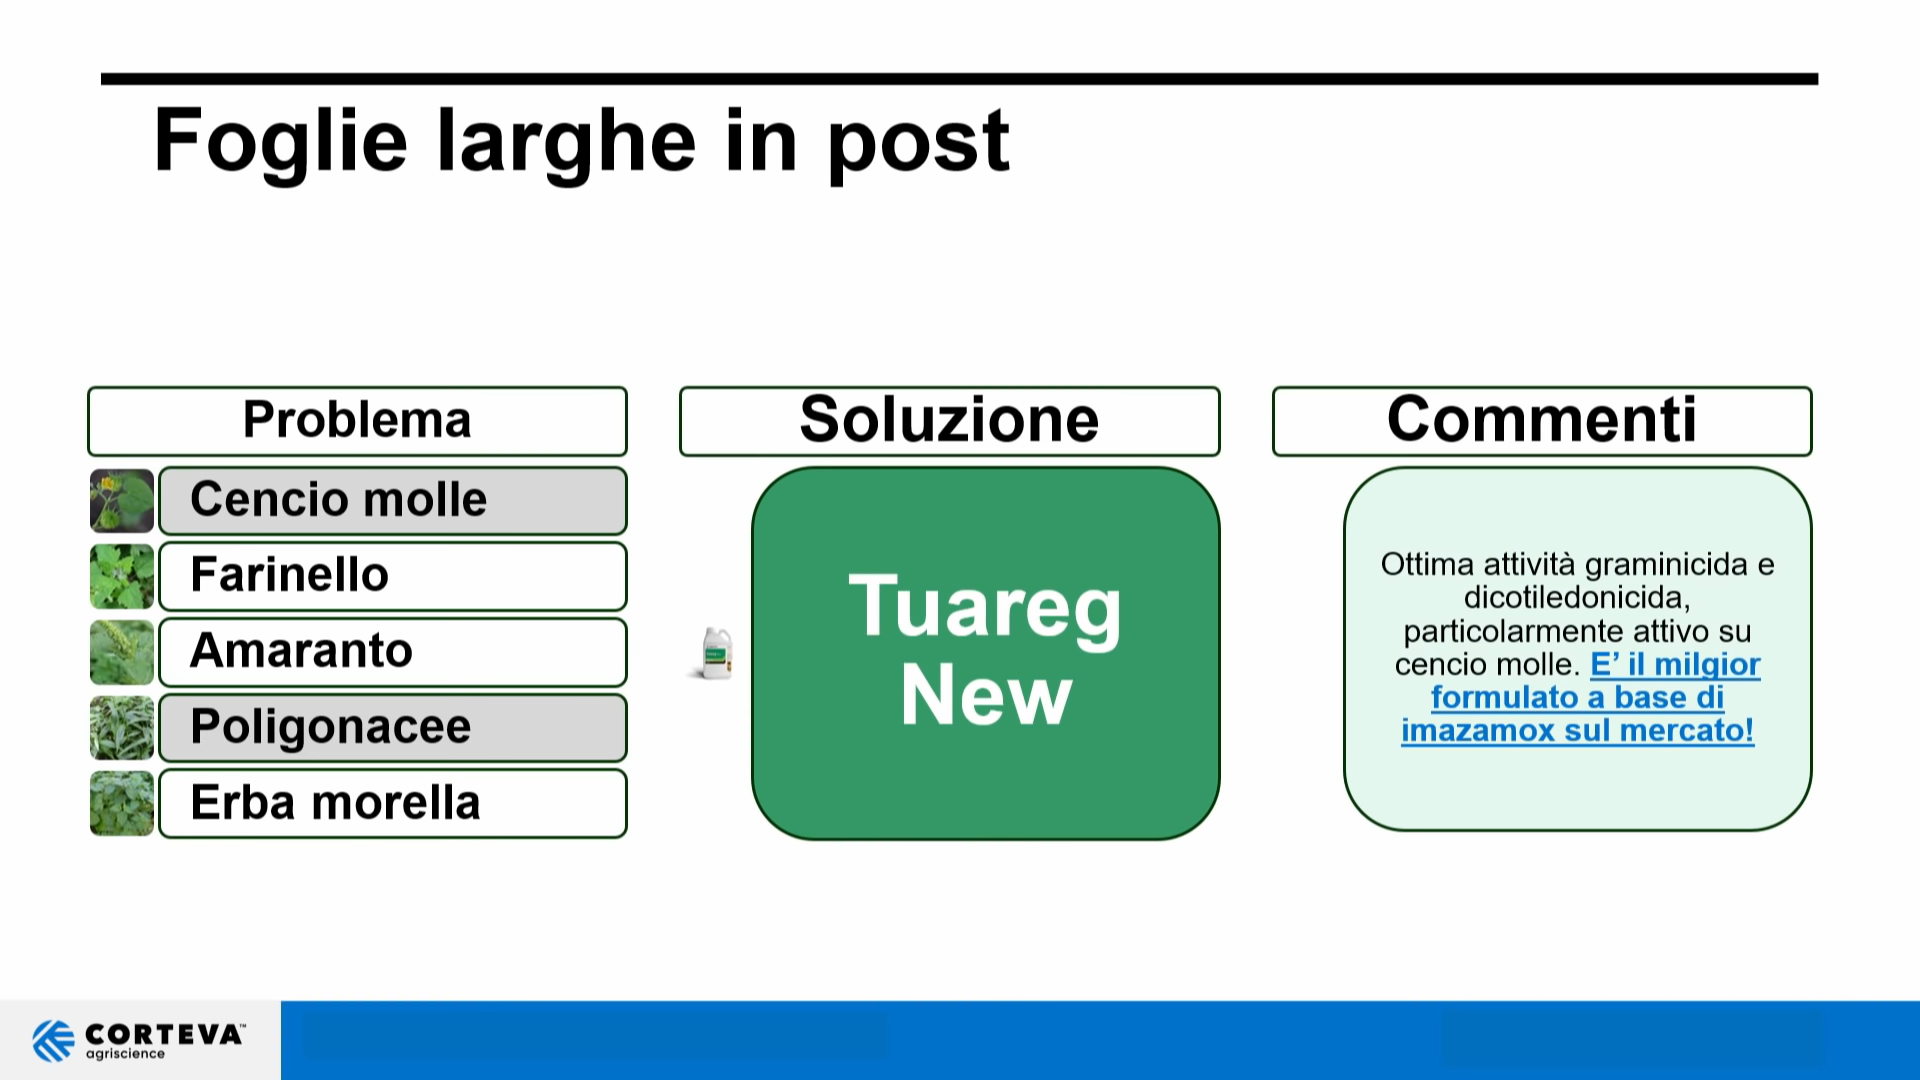 Foglie larghe in post
Problema
Cencio molle
Farinello
Amaranto
Poligonacee
Erba morella
Soluzione
Tuareg
New
Commenti
Ottima attività graminicida e
dicotiledonicida,
particolarmente attivo su
cencio molle. E’ il milgior
formulato a base di
imazamox sul mercato!
CORTEVA™
agriscience